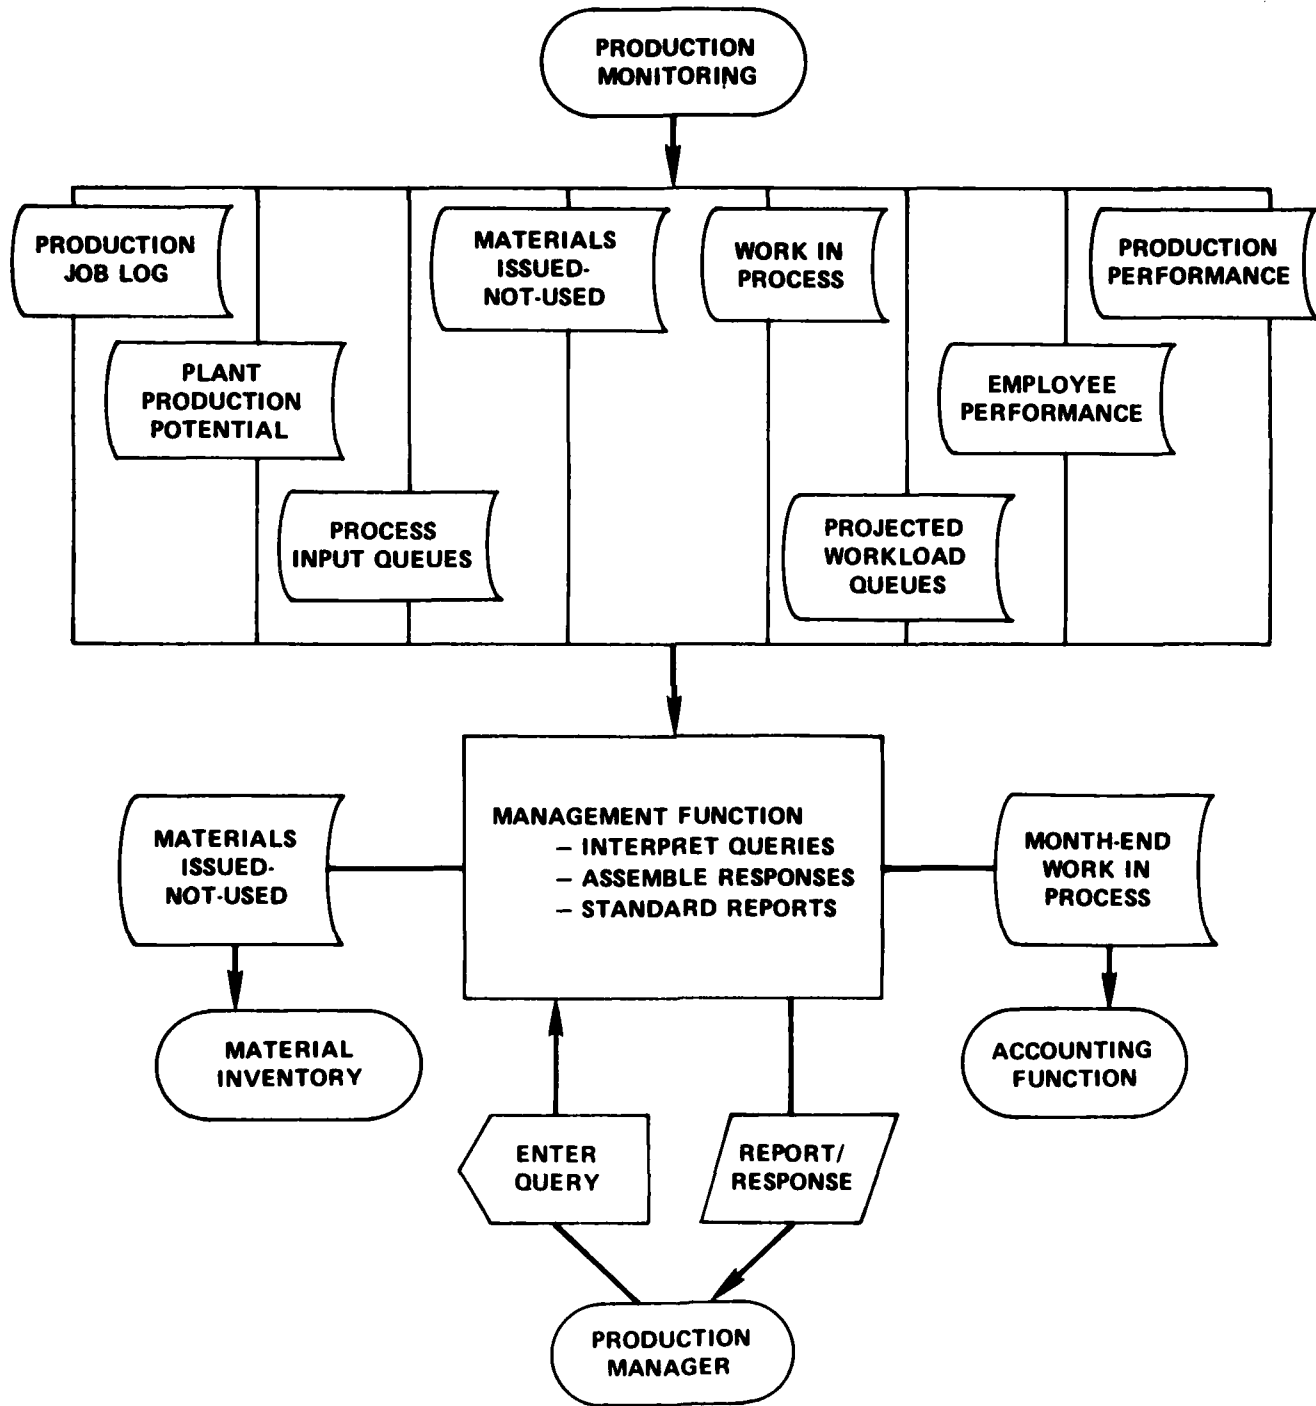 PRODUCTION
MONITORING
PRODUCTION
JOB LOG
MATERIALS
ISSUED-
NOT-USED
WORK IN
PROCESS
PRODUCTION
PERFORMANCE
PLANT
PRODUCTION
POTENTIAL
EMPLOYEE
PERFORMANCE
PROCESS
INPUT QUEUES
PROJECTED
WORKLOAD
QUEUES
MATERIALS
ISSUED-
NOT-USED
MANAGEMENT FUNCTION
– INTERPRET QUERIES
– ASSEMBLE RESPONSES
– STANDARD REPORTS
MONTH-END
WORK IN
PROCESS
MATERIAL
INVENTORY
ACCOUNTING
FUNCTION
ENTER
QUERY
REPORT/
RESPONSE
PRODUCTION
MANAGER